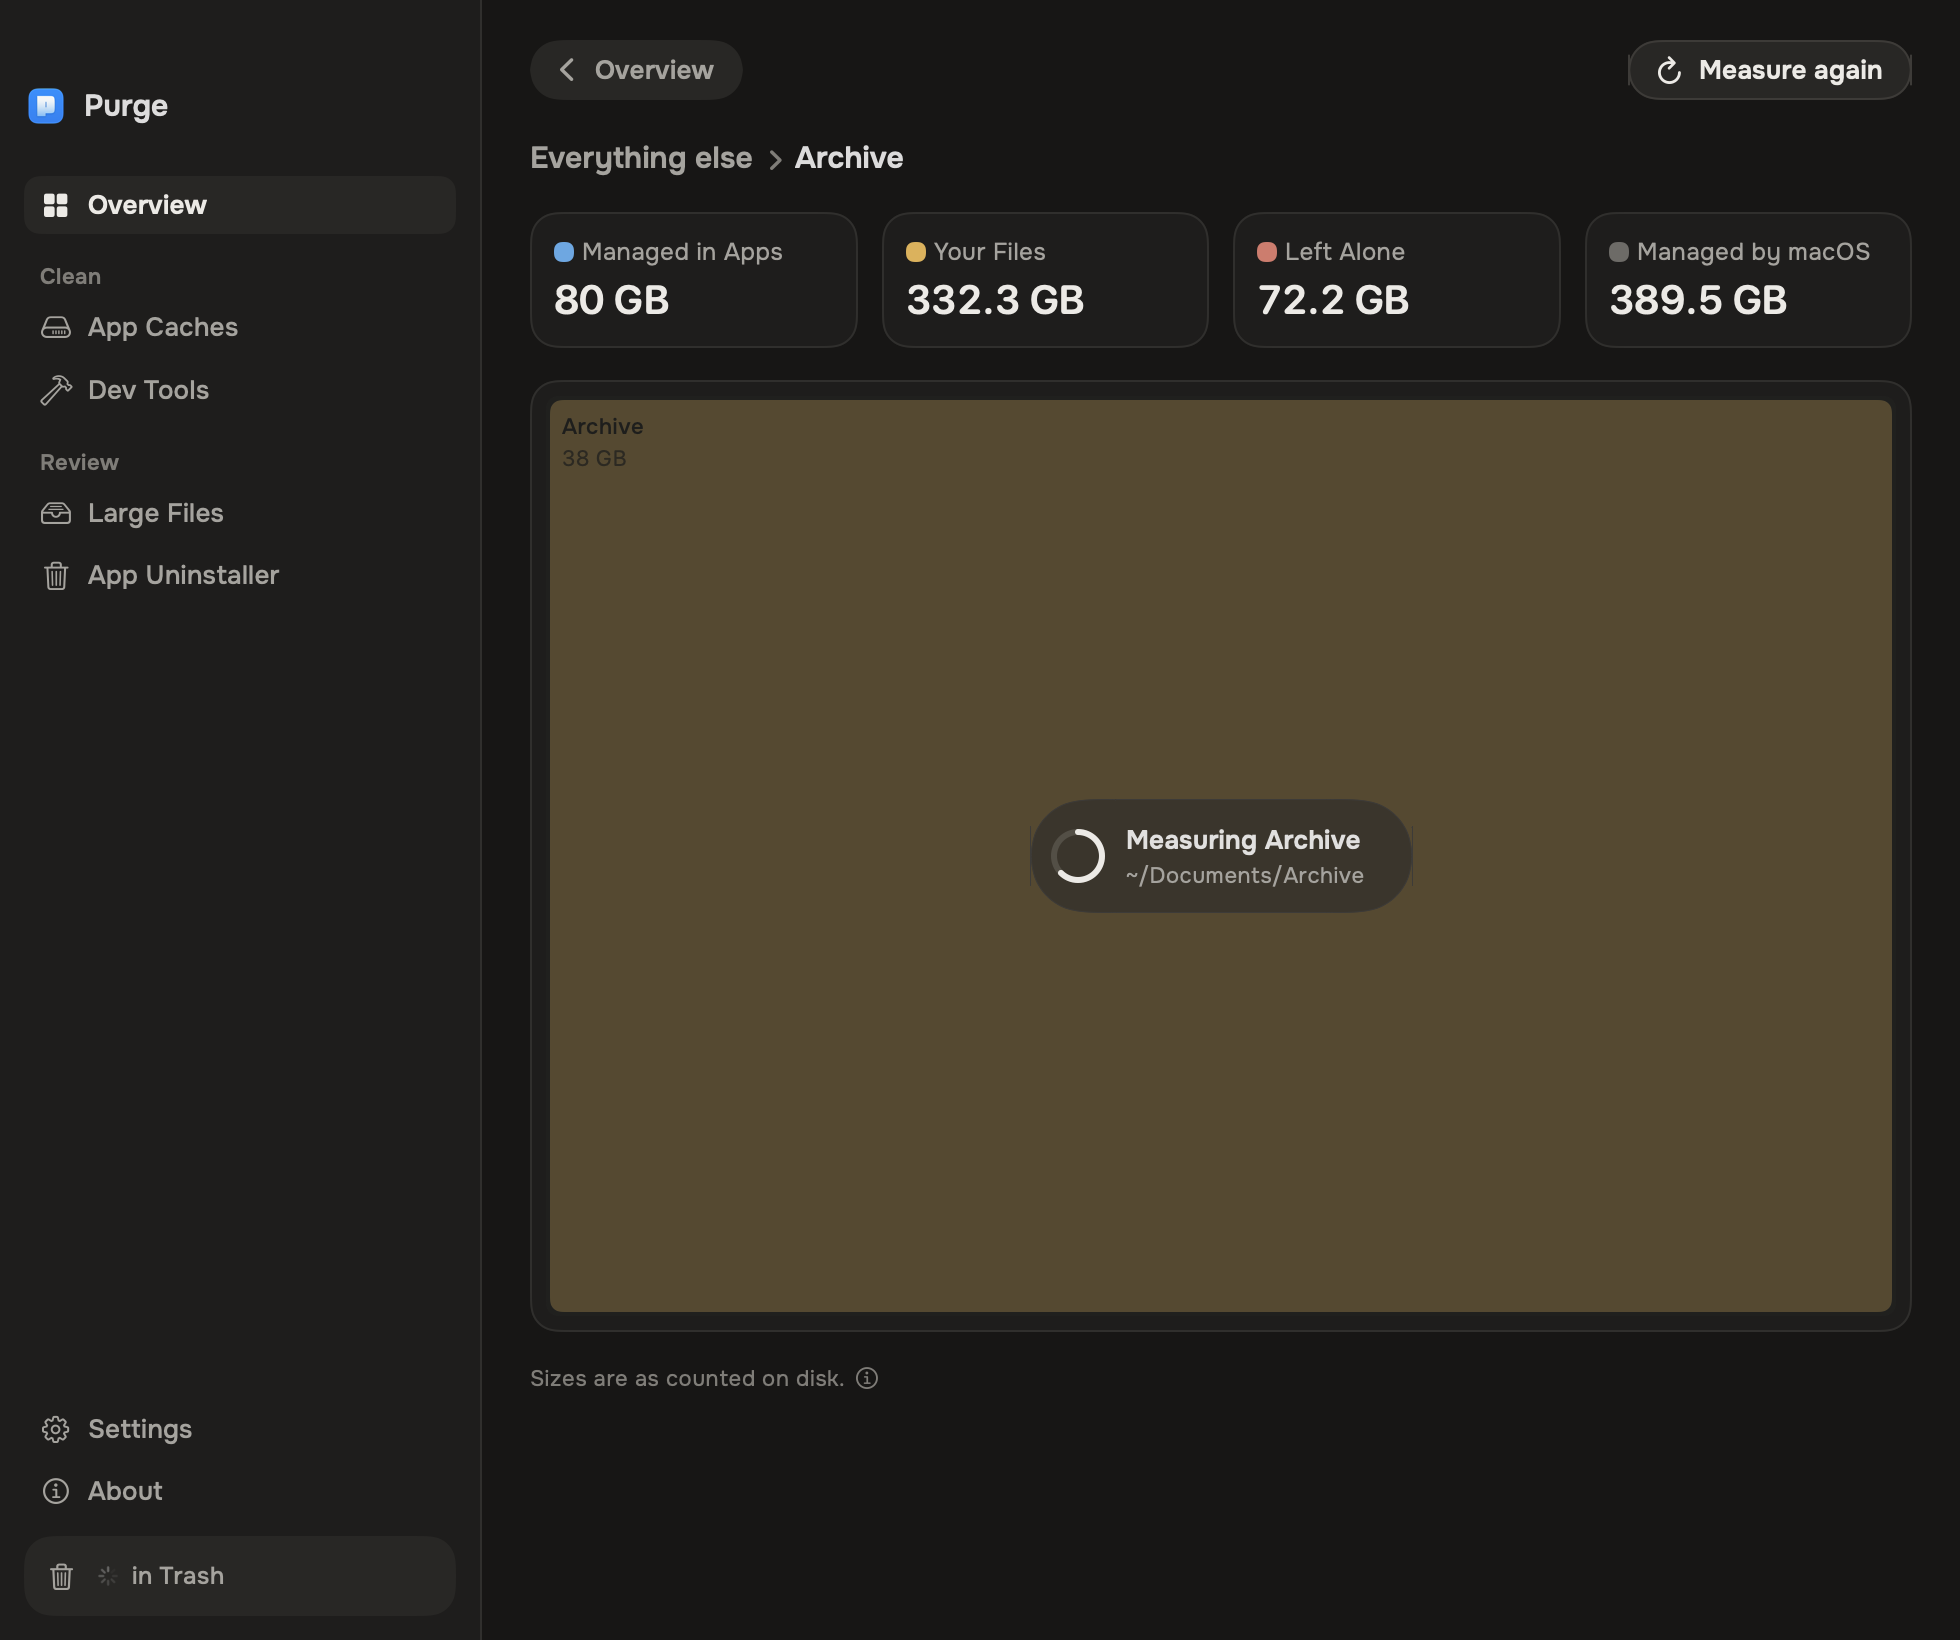 Purge
Overview
Clean
App Caches
Dev Tools
Review
Large Files
App Uninstaller
Settings
About
in Trash
Overview
Measure again
Everything else > Archive
Managed in Apps
80 GB
Your Files
332.3 GB
Left Alone
72.2 GB
Managed by macOS
389.5 GB
Archive
38 GB
Measuring Archive
~/Documents/Archive
Sizes are as counted on disk.